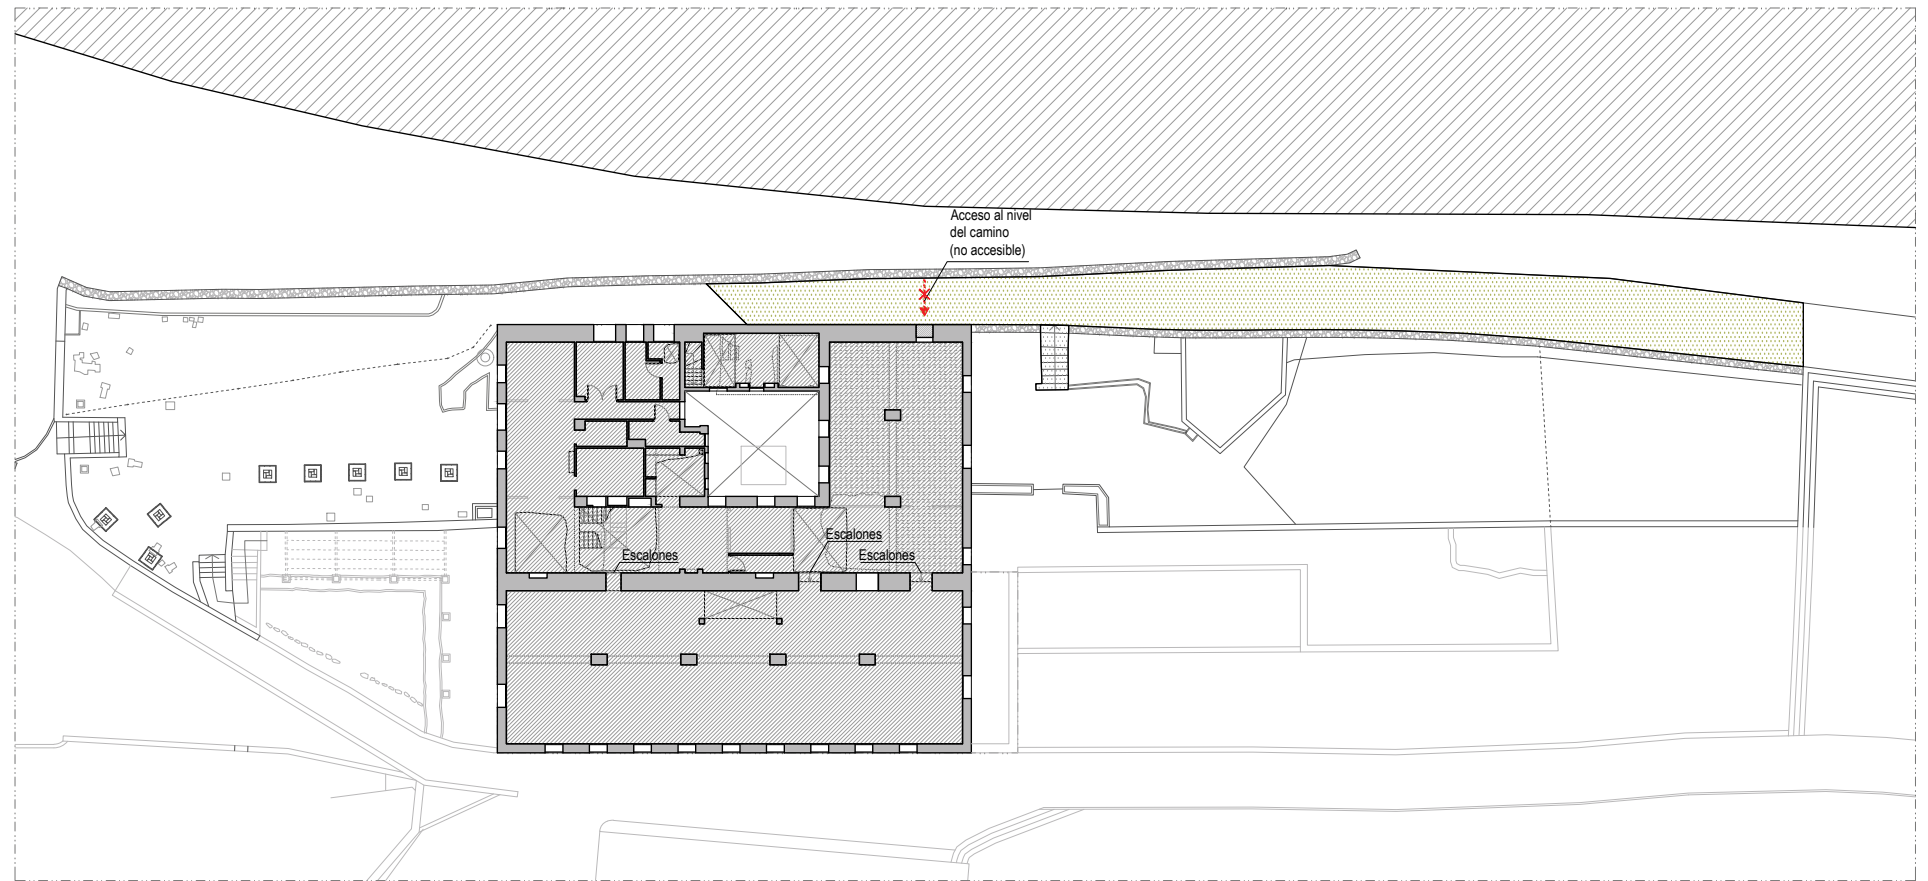 Acceso al nivel
del camino
(no accesible)
Escalones
Escalones
Escalones